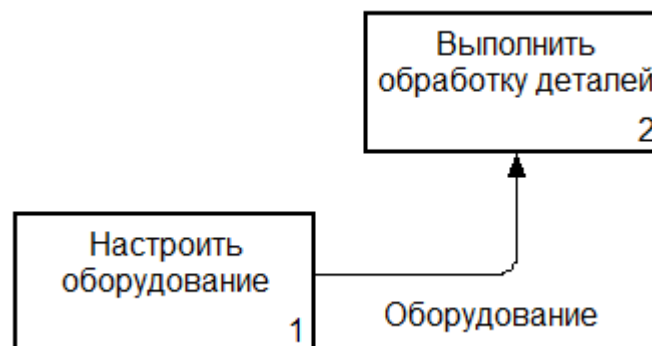 Выполнить
обработку деталей
2
Настроить
оборудование
1
Оборудование